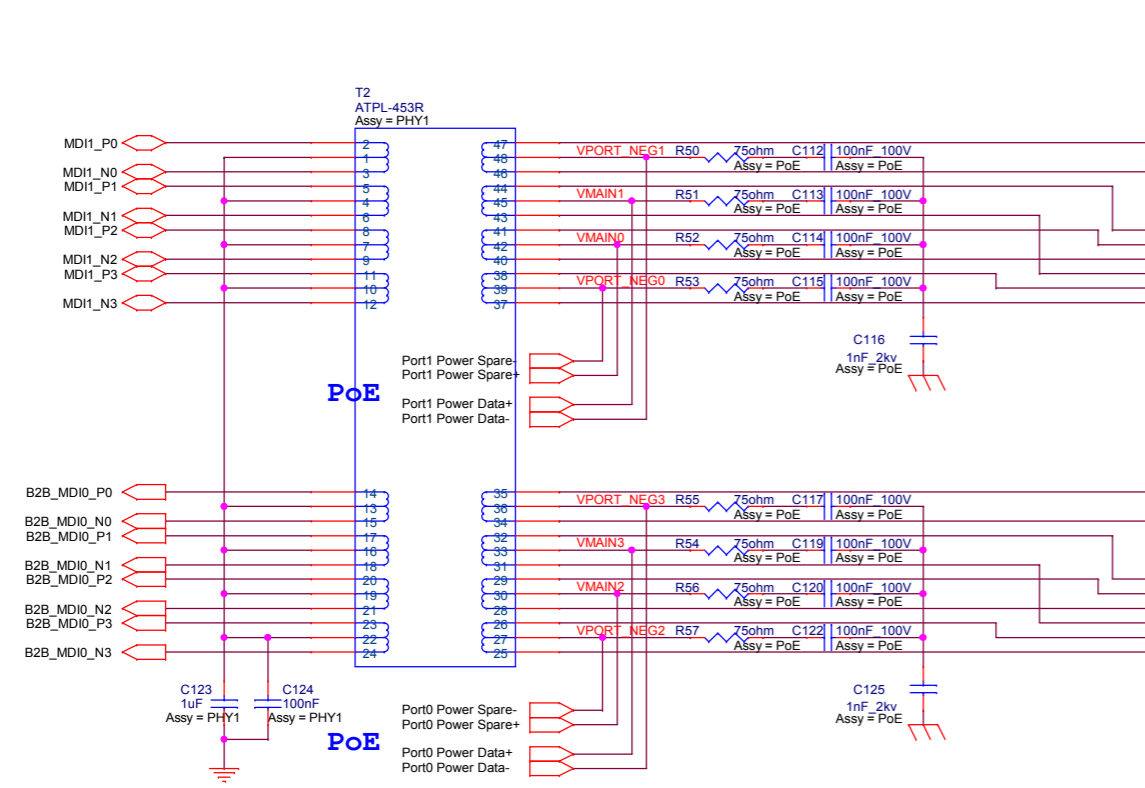 T2
ATPL-453R
Assy = PHY1
MDI1_P0
MDI1_N0
MDI1_P1
MDI1_N1
MDI1_P2
MDI1_N2
MDI1_P3
MDI1_N3
2
1
3
5
4
6
8
7
9
11
10
12
47
48
46
44
45
43
41
42
40
38
39
37
VPORT_NEG1 R50 75ohm C112 100nF_100V
Assy = PoE Assy = PoE
VMAIN1 R51 75ohm C113 100nF_100V
Assy = PoE Assy = PoE
VMAIN0 R52 75ohm C114 100nF_100V
Assy = PoE Assy = PoE
VPORT_NEG0 R53 75ohm C115 100nF_100V
Assy = PoE Assy = PoE
C116
1nF_2kv
Assy = PoE
Port1 Power Spare-
Port1 Power Spare+
PoE
Port1 Power Data+
Port1 Power Data-
B2B_MDI0_P0
B2B_MDI0_N0
B2B_MDI0_P1
B2B_MDI0_N1
B2B_MDI0_P2
B2B_MDI0_N2
B2B_MDI0_P3
B2B_MDI0_N3
14
13
15
17
16
18
20
19
21
23
22
24
35
36
34
32
33
31
29
30
28
26
27
25
VPORT_NEG3 R55 75ohm C117 100nF_100V
Assy = PoE Assy = PoE
VMAIN3 R54 75ohm C119 100nF_100V
Assy = PoE Assy = PoE
VMAIN2 R56 75ohm C120 100nF_100V
Assy = PoE Assy = PoE
VPORT_NEG2 R57 75ohm C122 100nF_100V
Assy = PoE Assy = PoE
C123
1uF
Assy = PHY1
C124
100nF
Assy = PHY1
C125
1nF_2kv
Assy = PoE
Port0 Power Spare-
Port0 Power Spare+
PoE
Port0 Power Data+
Port0 Power Data-